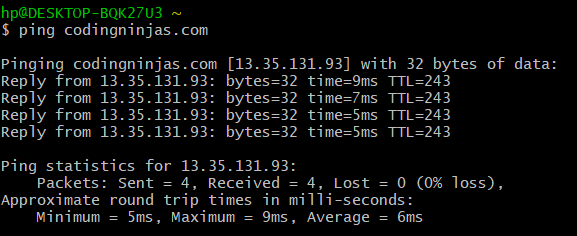 hp@DESKTOP-BQK27U3 ~
$ ping codingninjas.com
Pinging codingninjas.com [13.35.131.93] with 32 bytes of data:
Reply from 13.35.131.93: bytes=32 time=9ms TTL=243
Reply from 13.35.131.93: bytes=32 time=7ms TTL=243
Reply from 13.35.131.93: bytes=32 time=5ms TTL=243
Reply from 13.35.131.93: bytes=32 time=5ms TTL=243
Ping statistics for 13.35.131.93:
Packets: Sent = 4, Received = 4, Lost = 0 (0% loss),
Approximate round trip times in milli-seconds:
Minimum = 5ms, Maximum = 9ms, Average = 6ms